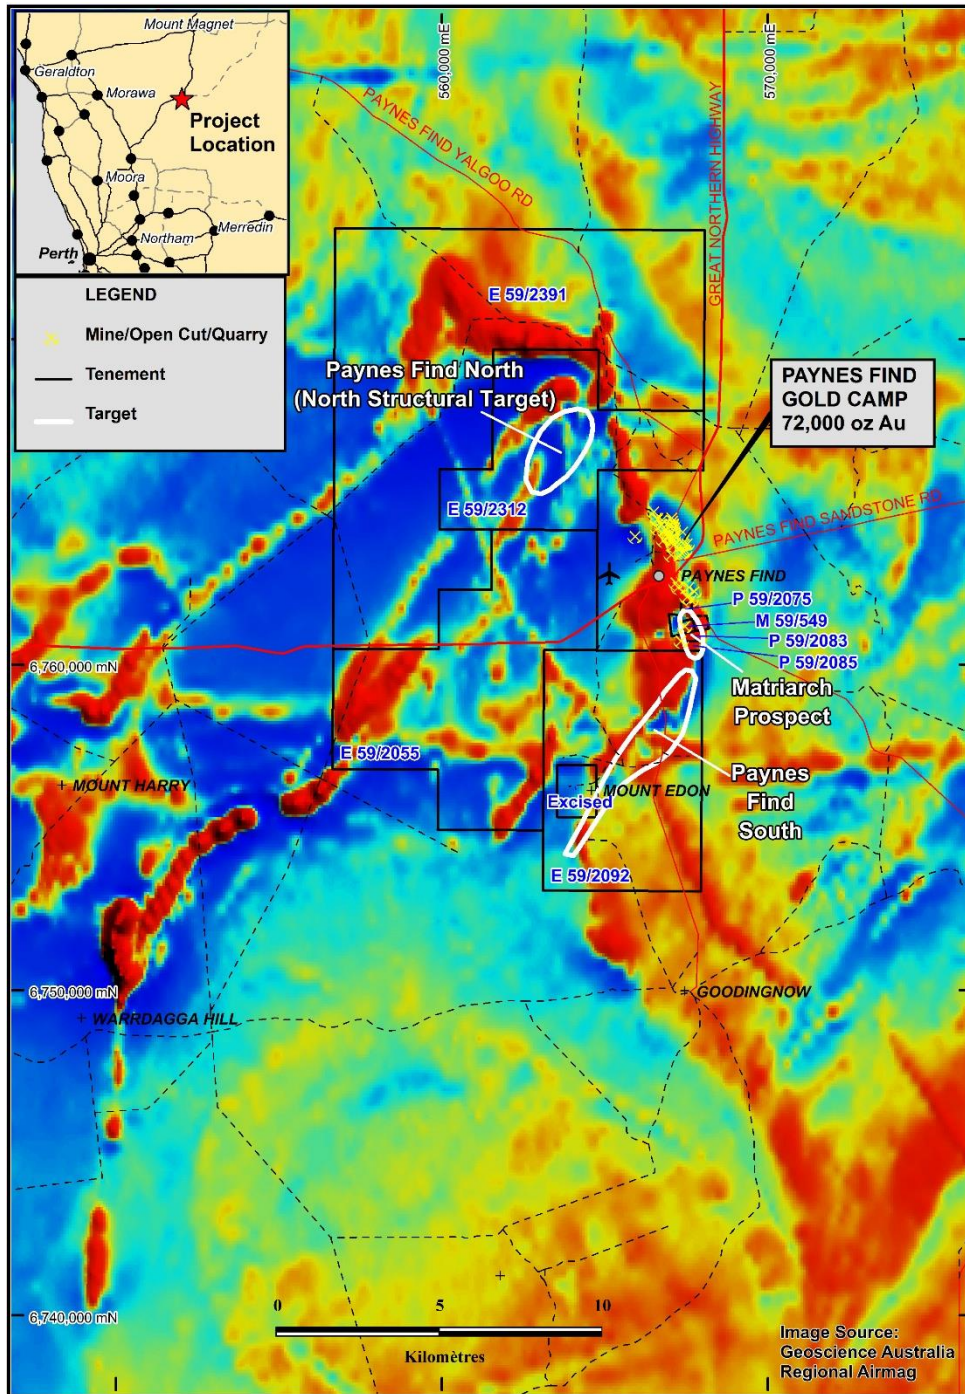 Mount Magnet
Geraldton
Morawa
Project
Location
Moora
Northam
Merredin
Perth
LEGEND
Mine/Open Cut/Quarry
Tenement
Target
560,000 mE
570,000 mE
PAYNES FIND YALGOO RD
GREAT NORTHERN HIGHWAY
E 59/2391
Paynes Find North
(North Structural Target)
PAYNES FIND
GOLD CAMP
72,000 oz Au
E 59/2312
PAYNES FIND SANDSTONE RD
PAYNES FIND
P 59/2075
M 59/549
P 59/2083
P 59/2085
6,760,000 mN
Matriarch
Prospect
E 59/2055
MOUNT HARRY
MOUNT EDON
Excised
Paynes
Find
South
E 59/2092
6,750,000 mN
GOODINGNOW
WARRDAGGA HILL
6,740,000 mN
0 5 10
Kilomètres
Image Source:
Geoscience Australia
Regional Airmag